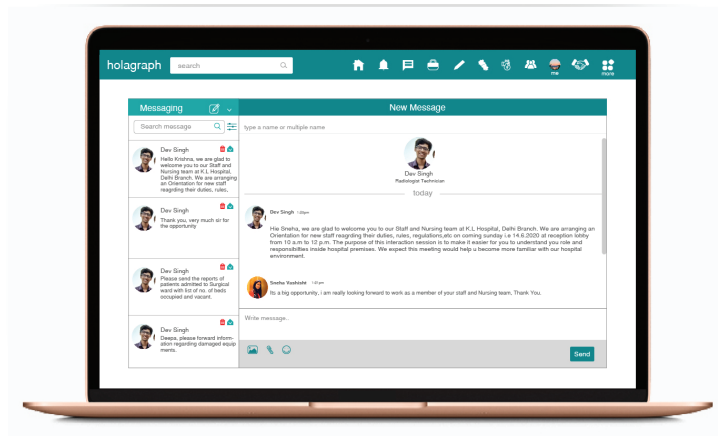 holagraph
search
me
more
Messaging
New Message
Search message
type a name or multiple name
Dev Singh
Hello Krishna, we are glad to
welcome you to our Staff and
Nursing team at K.L Hospital,
Delhi Branch. We are arranging
an Orientation for new staff
reagrding their duties, rules,
Dev Singh
Thank you, very much sir for
the opportunity
Dev Singh
Please send the reports of
patients admitted to Surgical
ward with list of no. of beds
occupied and vacant.
Dev Singh
Deepa, please forward inform-
ation regarding damaged equip
ments.
Dev Singh
Radiologist Technician
today
Dev Singh 1:30pm
Hie Sneha, we are glad to welcome you to our Staff and Nursing team at K.L Hospital, Delhi Branch. We are arranging an
Orientation for new staff reagrding their duties, rules, regulations,etc on coming sunday i.e 14.6.2020 at reception lobby
from 10 a.m to 12 p.m. The purpose of this interaction session is to make it easier for you to understand you role and
responsibilties inside hospital premises. We expect this meeting would help u become more familiar with our hospital
environment.
Sneha Vashisht
Its a big opportunity, i am really looking forward to work as a member of your staff and Nursing team, Thank You.
Write message..
Send